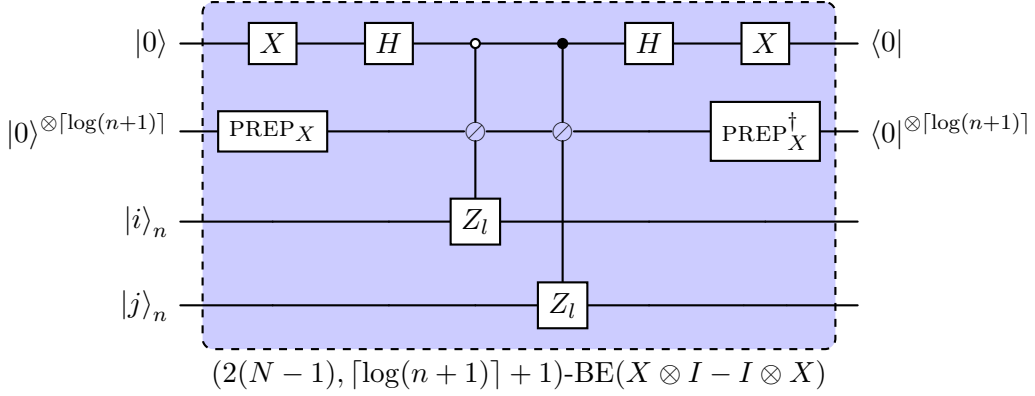 |0⟩ X H H X ⟨0|
|0⟩^{⊗⌈log(n+1)⌉} PREP_X PREP_X^† ⟨0|^{⊗⌈log(n+1)⌉}
|i⟩_n Z_l
|j⟩_n Z_l
(2(N − 1), ⌈log(n + 1)⌉ + 1)-BE(X ⊗ I − I ⊗ X)